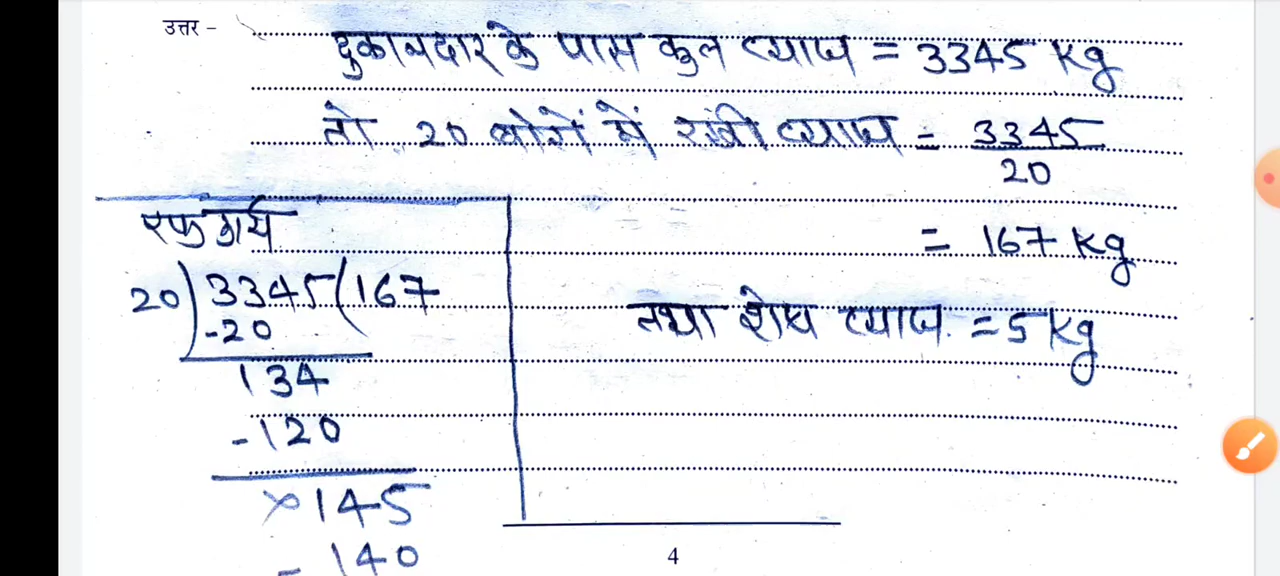 उत्तर –
दुकानदार के पास कुल प्याज = 3345 kg
तो 20 बोरों में रखी प्याज = 3345
20
= 167 kg
तथा शेष प्याज = 5 kg
रफ कार्य
20) 3345 (167
-20
134
-120
×145
- 140
4